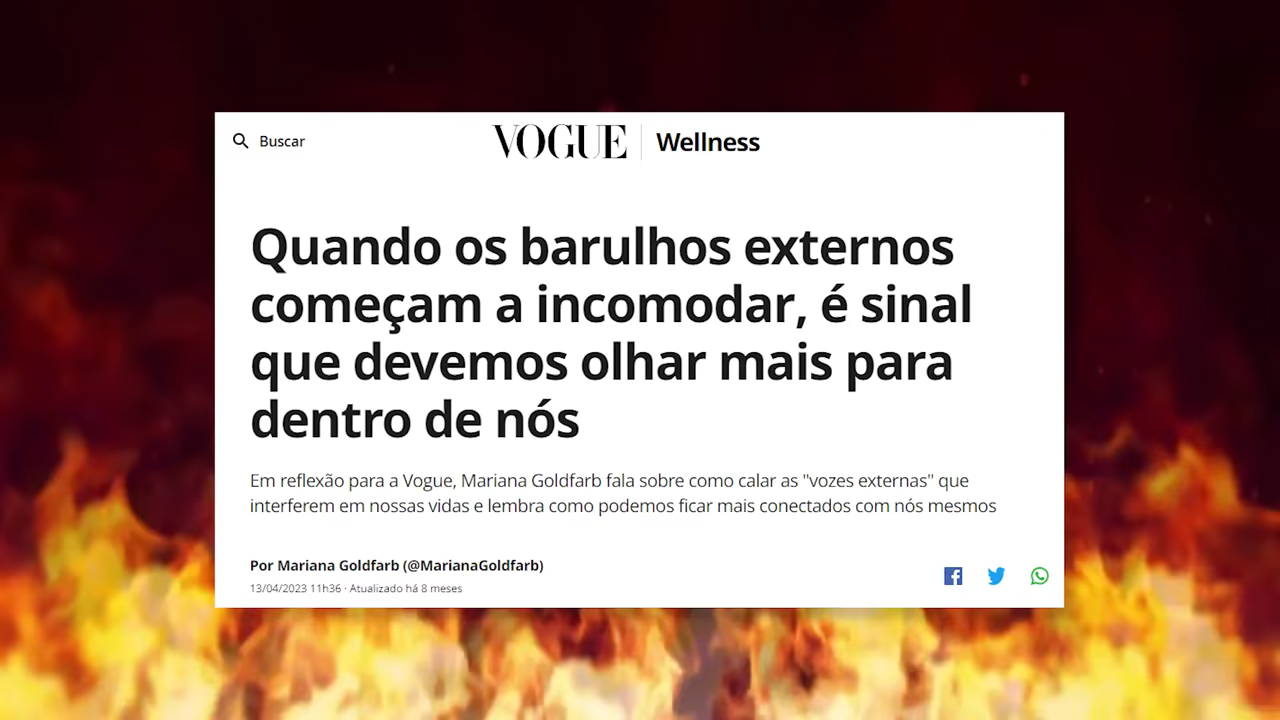 Buscar
VOGUE | Wellness
Quando os barulhos externos
começam a incomodar, é sinal
que devemos olhar mais para
dentro de nós
Em reflexão para a Vogue, Mariana Goldfarb fala sobre como calar as "vozes externas" que
interferem em nossas vidas e lembra como podemos ficar mais conectados com nós mesmos
Por Mariana Goldfarb (@MarianaGoldfarb)
13/04/2023 11h36 · Atualizado há 8 meses